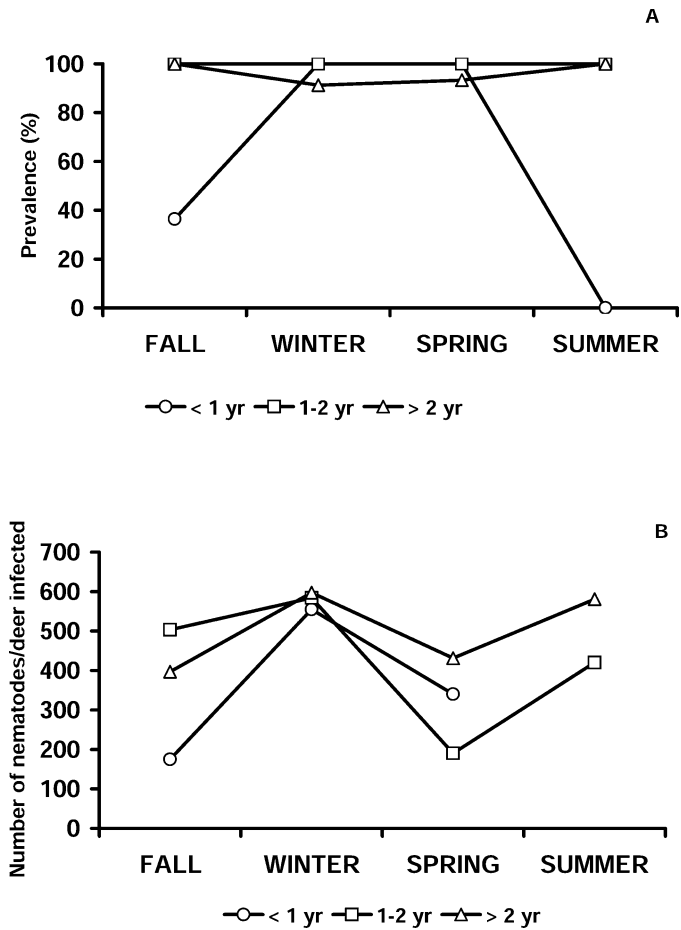 A
Prevalence (%)
100
80
60
40
20
0
FALL WINTER SPRING SUMMER
< 1 yr 1-2 yr > 2 yr
B
Number of nematodes/deer infected
700
600
500
400
300
200
100
0
FALL WINTER SPRING SUMMER
< 1 yr 1-2 yr > 2 yr